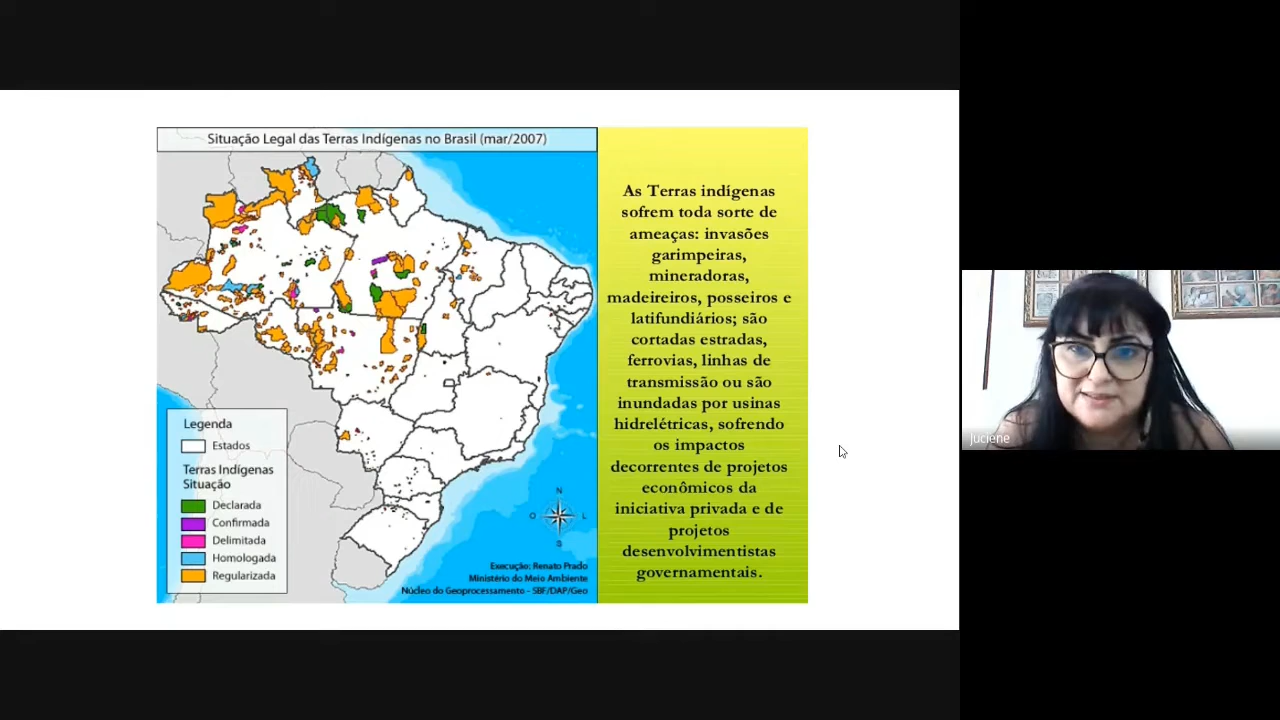 Situação Legal das Terras Indígenas no Brasil (mar/2007)
Legenda
Estados
Terras Indígenas
Situação
Declarada
Confirmada
Delimitada
Homologada
Regularizada
N
O L
S
Execução: Renato Prado
Ministério do Meio Ambiente
Núcleo do Geoprocessamento - SBF/DAP/Geo
As Terras indígenas
sofrem toda sorte de
ameaças: invasões
garimpeiras,
mineradoras,
madeireiros, posseiros e
latifundiários; são
cortadas estradas,
ferrovias, linhas de
transmissão ou são
inundadas por usinas
hidrelétricas, sofrendo
os impactos
decorrentes de projetos
econômicos da
iniciativa privada e de
projetos
desenvolvimentistas
governamentais.
Juciene